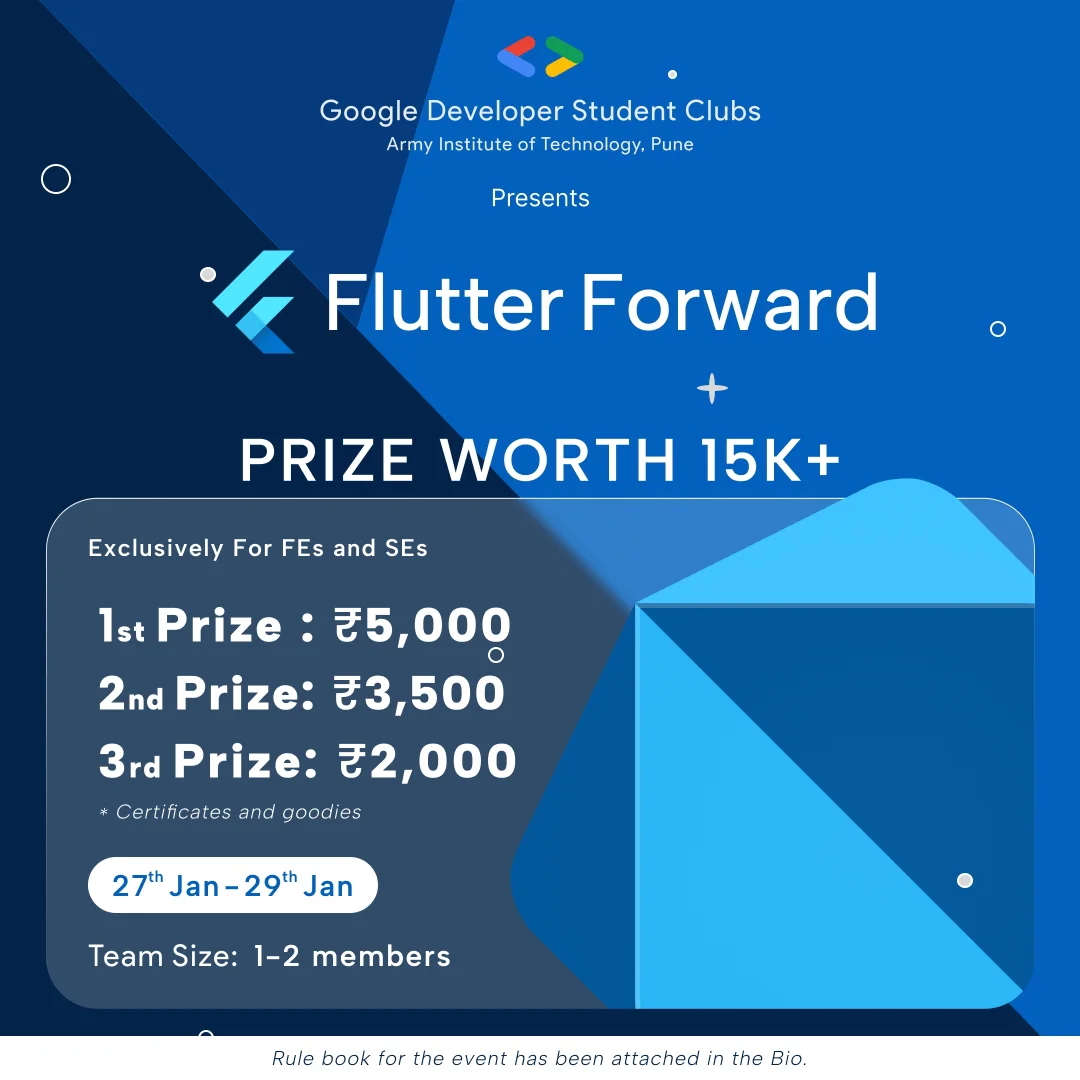 Google Developer Student Clubs
Army Institute of Technology, Pune
Presents
Flutter Forward
PRIZE WORTH 15K+
Exclusively For FEs and SEs
1st Prize : ₹5,000
2nd Prize: ₹3,500
3rd Prize: ₹2,000
* Certificates and goodies
27th Jan – 29th Jan
Team Size: 1–2 members
Rule book for the event has been attached in the Bio.